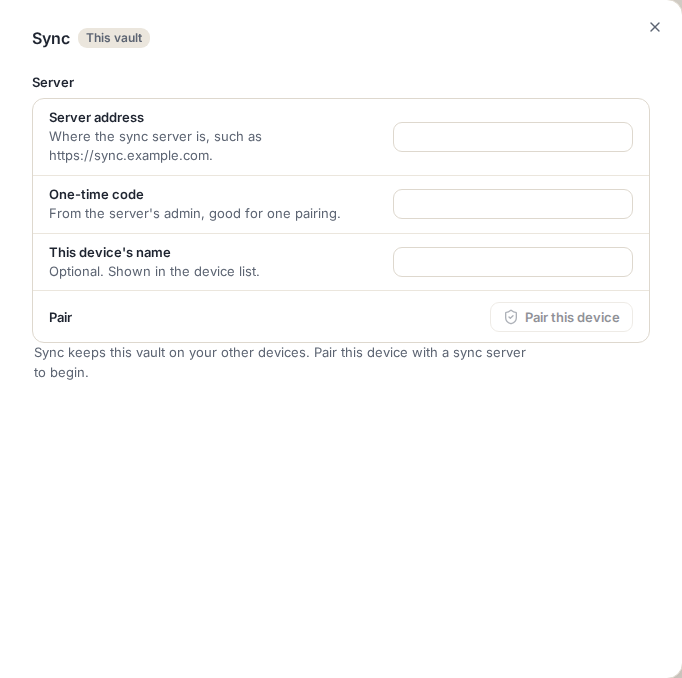 Sync This vault
Server
Server address
Where the sync server is, such as
https://sync.example.com.
One-time code
From the server's admin, good for one pairing.
This device's name
Optional. Shown in the device list.
Pair
Pair this device
Sync keeps this vault on your other devices. Pair this device with a sync server
to begin.